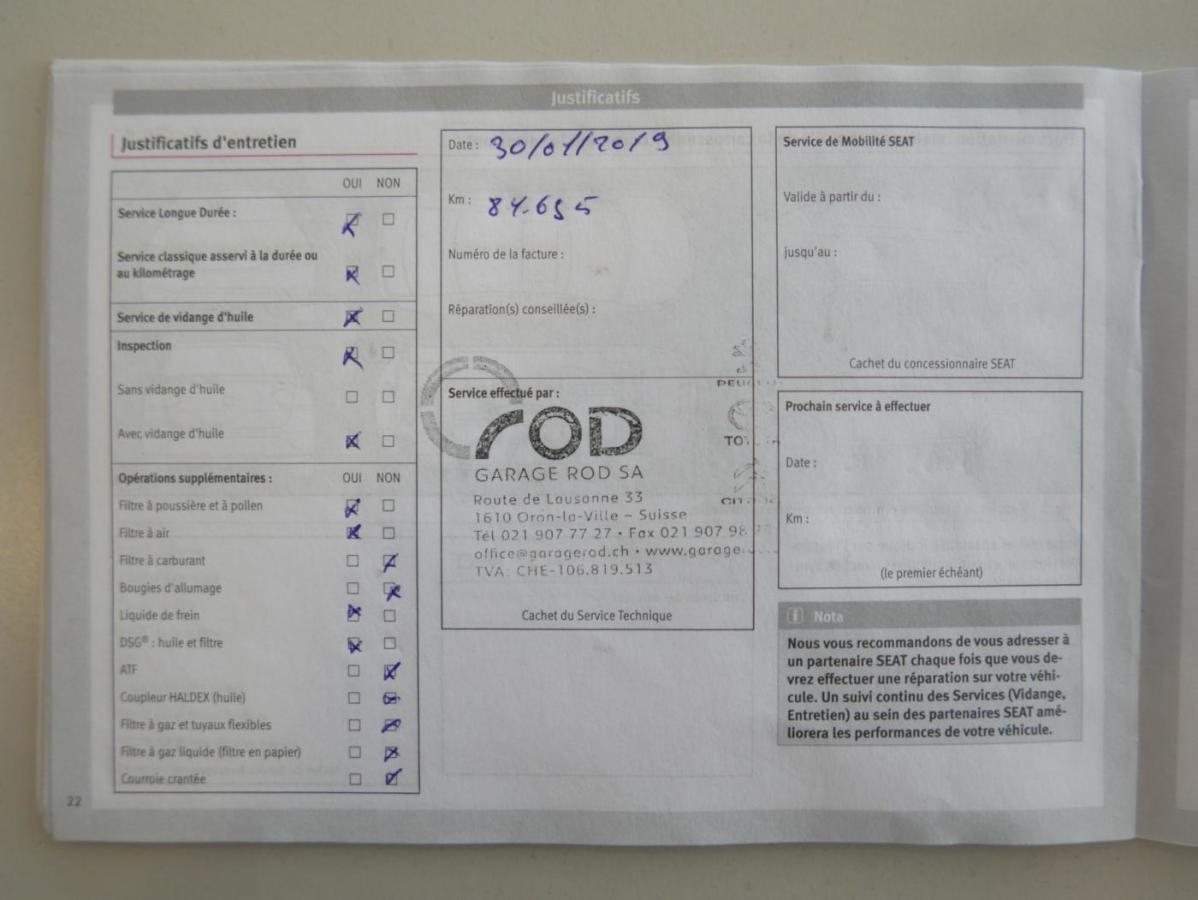 Justificatifs
Justificatifs d'entretien
OUI NON
Service Longue Durée :
Service classique asservi à la durée ou
au kilométrage
Service de vidange d'huile
Inspection
Sans vidange d'huile
Avec vidange d'huile
Opérations supplémentaires : OUI NON
Filtre à poussière et à pollen
Filtre à air
Filtre à carburant
Bougies d'allumage
Liquide de frein
DSG® : huile et filtre
ATF
Coupleur HALDEX (huile)
Filtre à gaz et tuyaux flexibles
Filtre à gaz liquide (filtre en papier)
Courroie crantée
22
Date : 30/01/2019
Km :
Numéro de la facture :
Réparation(s) conseillée(s) :
Service effectué par :
ROD
GARAGE ROD SA
Route de Lausanne 33
1610 Oron-la-Ville – Suisse
Tél 021 907 77 27 • Fax 021 907 98
office@garagerod.ch • www.garage
TVA: CHE-106.819.513
Cachet du Service Technique
Service de Mobilité SEAT
Valide à partir du :
jusqu'au :
Cachet du concessionnaire SEAT
Prochain service à effectuer
Date :
Km :
(le premier échéant)
Nota
Nous vous recommandons de vous adresser à
un partenaire SEAT chaque fois que vous de-
vrez effectuer une réparation sur votre véhi-
cule. Un suivi continu des Services (Vidange,
Entretien) au sein des partenaires SEAT amé-
liorera les performances de votre véhicule.